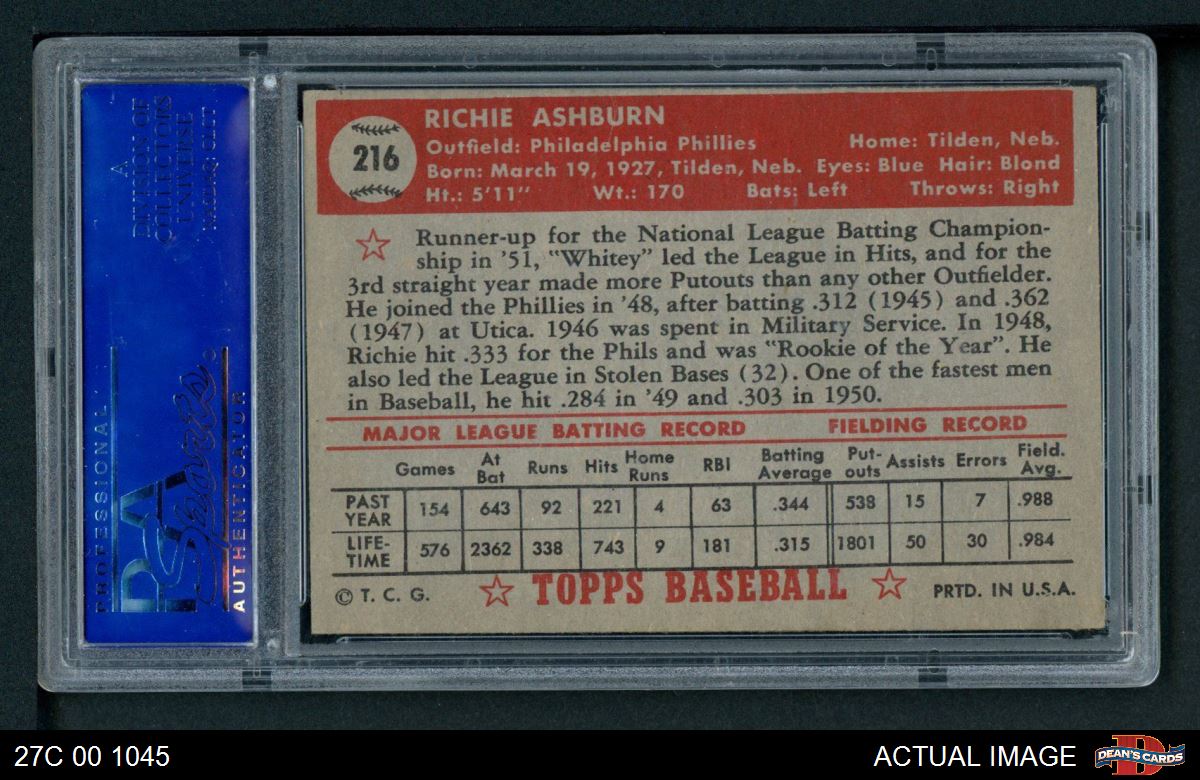 A
DIVISION OF
COLLECTORS
UNIVERSE
NASDAQ: CLCT
PROFESSIONAL
PSA
Sports
AUTHENTICATOR
216
RICHIE ASHBURN
Outfield: Philadelphia Phillies Home: Tilden, Neb.
Born: March 19, 1927, Tilden, Neb. Eyes: Blue Hair: Blond
Ht.: 5'11" Wt.: 170 Bats: Left Throws: Right
Runner-up for the National League Batting Champion-
ship in '51, "Whitey" led the League in Hits, and for the
3rd straight year made more Putouts than any other Outfielder.
He joined the Phillies in '48, after batting .312 (1945) and .362
(1947) at Utica. 1946 was spent in Military Service. In 1948,
Richie hit .333 for the Phils and was "Rookie of the Year". He
also led the League in Stolen Bases (32). One of the fastest men
in Baseball, he hit .284 in '49 and .303 in 1950.
MAJOR LEAGUE BATTING RECORD FIELDING RECORD
Games At Bat Runs Hits Home Runs RBI Batting Average Put-outs Assists Errors Field. Avg.
PAST YEAR 154 643 92 221 4 63 .344 538 15 7 .988
LIFE-TIME 576 2362 338 743 9 181 .315 1801 50 30 .984
© T. C. G. TOPPS BASEBALL PRTD. IN U.S.A.
27C 00 1045 ACTUAL IMAGE DEAN'S CARDS